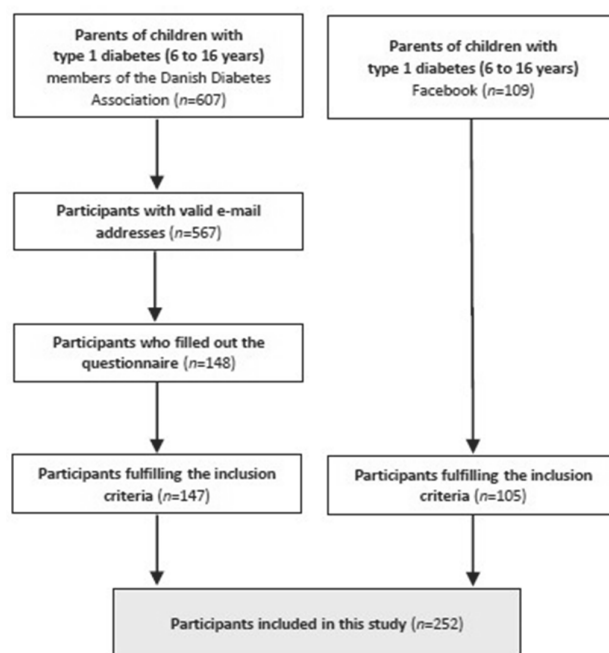 Parents of children with
type 1 diabetes (6 to 16 years)
members of the Danish Diabetes
Association (n=607)
Parents of children with
type 1 diabetes (6 to 16 years)
Facebook (n=109)
Participants with valid e-mail
addresses (n=567)
Participants who filled out the
questionnaire (n=148)
Participants fulfilling the inclusion
criteria (n=147)
Participants fulfilling the inclusion
criteria (n=105)
Participants included in this study (n=252)